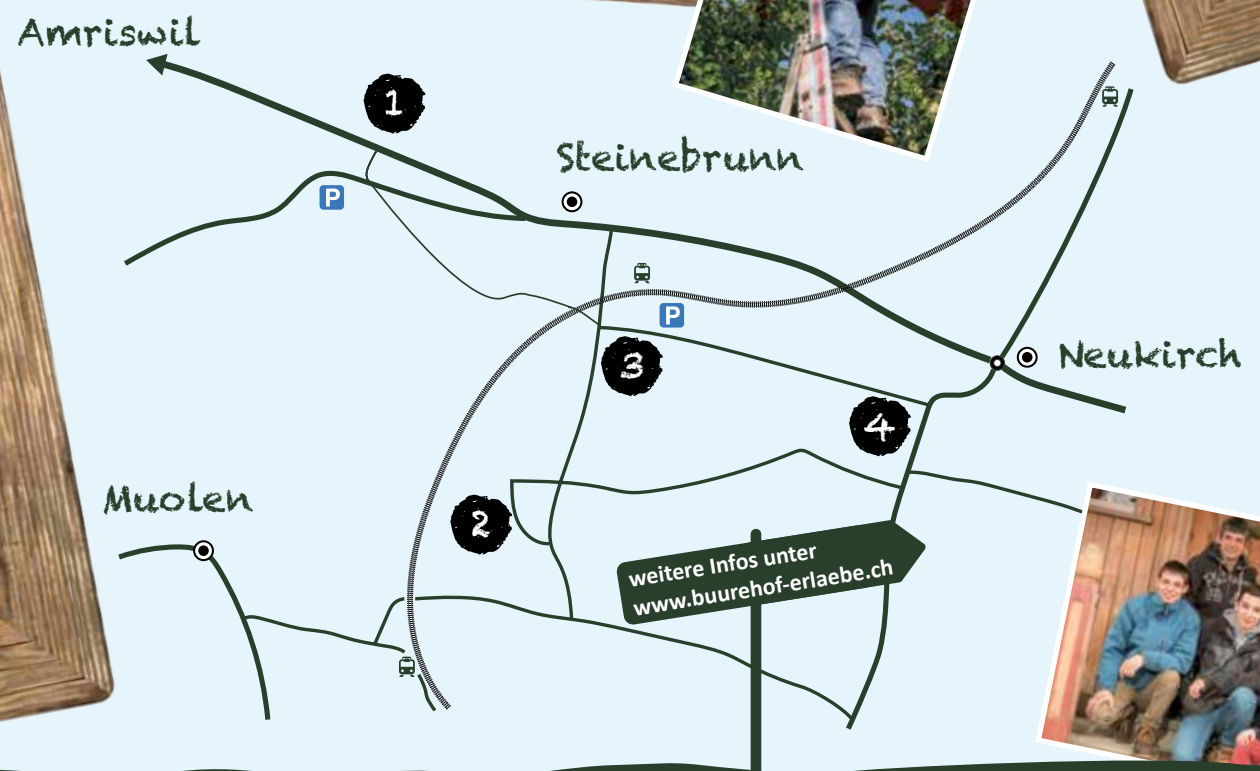 Amriswil
1
Steinebrunn
P
P
3
Neukirch
4
Muolen
2
weitere Infos unter
www.buurehof-erlaebe.ch